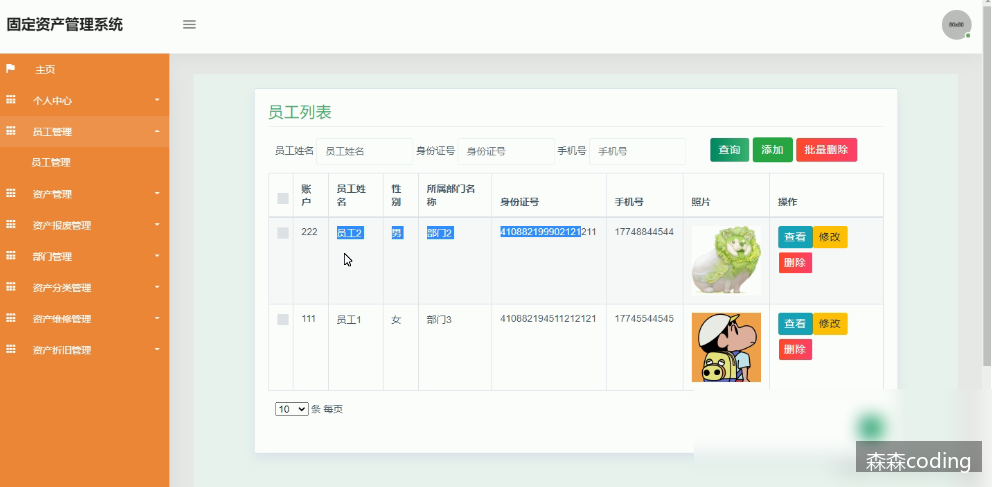 固定资产管理系统
80x80
主页
个人中心
员工管理
员工管理
资产管理
资产报废管理
部门管理
资产分类管理
资产维修管理
资产折旧管理
员工列表
员工姓名 员工姓名 身份证号 身份证号 手机号 手机号 查询 添加 批量删除
账户 员工姓名 性别 所属部门名称 身份证号 手机号 照片 操作
222 员工2 男 部门2 410882199902121211 17748844544 查看 修改
删除
111 员工1 女 部门3 410882194511212121 17745544545 查看 修改
删除
10 条 每页
森森coding